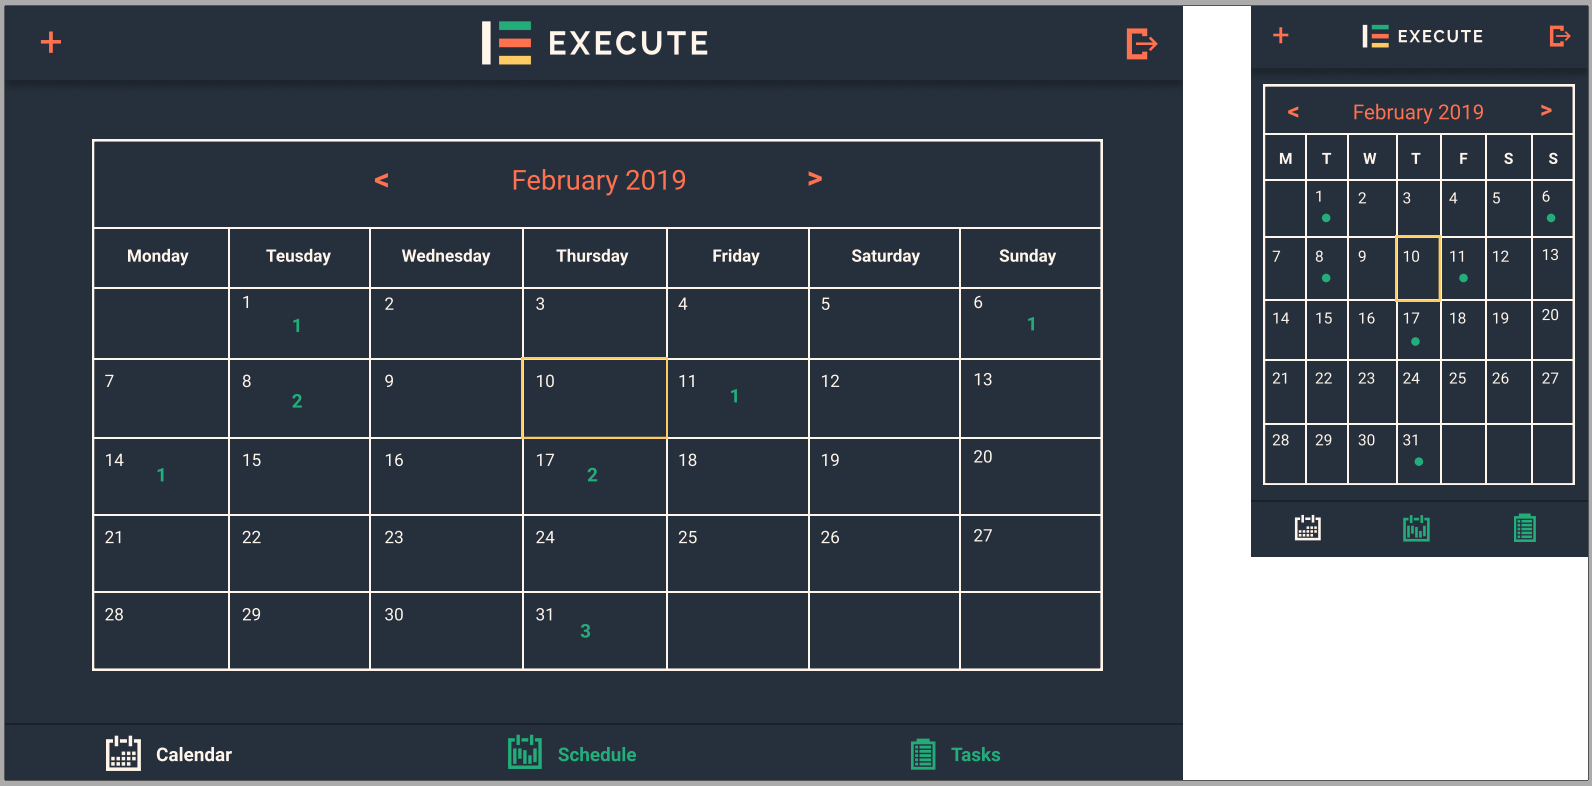 + EXECUTE
< February 2019 >
Monday Teusday Wednesday Thursday Friday Saturday Sunday
1 2 3 4 5 6
1 1
7 8 9 10 11 12 13
2 1
14 15 16 17 18 19 20
1 2
21 22 23 24 25 26 27
28 29 30 31
3
Calendar Schedule Tasks
+ EXECUTE
< February 2019 >
M T W T F S S
1 2 3 4 5 6
7 8 9 10 11 12 13
14 15 16 17 18 19 20
21 22 23 24 25 26 27
28 29 30 31